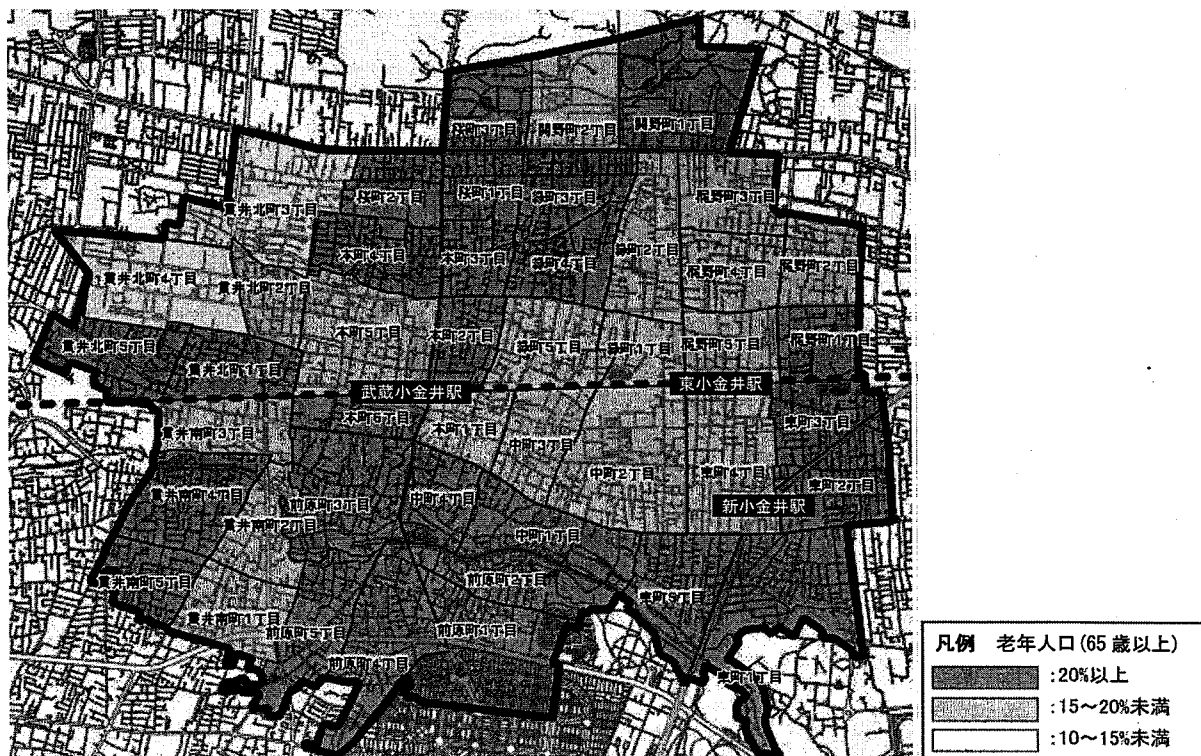 桜町3丁目
関野町2丁目
関野町1丁目
貫井北町3丁目
桜町2丁目
桜町1丁目
緑町3丁目
梶野町3丁目
本町4丁目
本町3丁目
緑町4丁目
緑町2丁目
梶野町4丁目
梶野町2丁目
貫井北町4丁目
貫井北町2丁目
貫井北町5丁目
貫井北町1丁目
本町5丁目
本町2丁目
緑町5丁目
緑町1丁目
梶野町5丁目
梶野町1丁目
武蔵小金井駅
東小金井駅
貫井南町3丁目
本町6丁目
本町1丁目
中町3丁目
中町2丁目
東町4丁目
東町3丁目
東町2丁目
貫井南町4丁目
前原町3丁目
中町4丁目
新小金井駅
貫井南町2丁目
中町1丁目
貫井南町5丁目
前原町2丁目
東町5丁目
貫井南町1丁目
前原町5丁目
前原町1丁目
前原町4丁目
東町1丁目
凡例 老年人口(65歳以上)
:20%以上
:15~20%未満
:10~15%未満